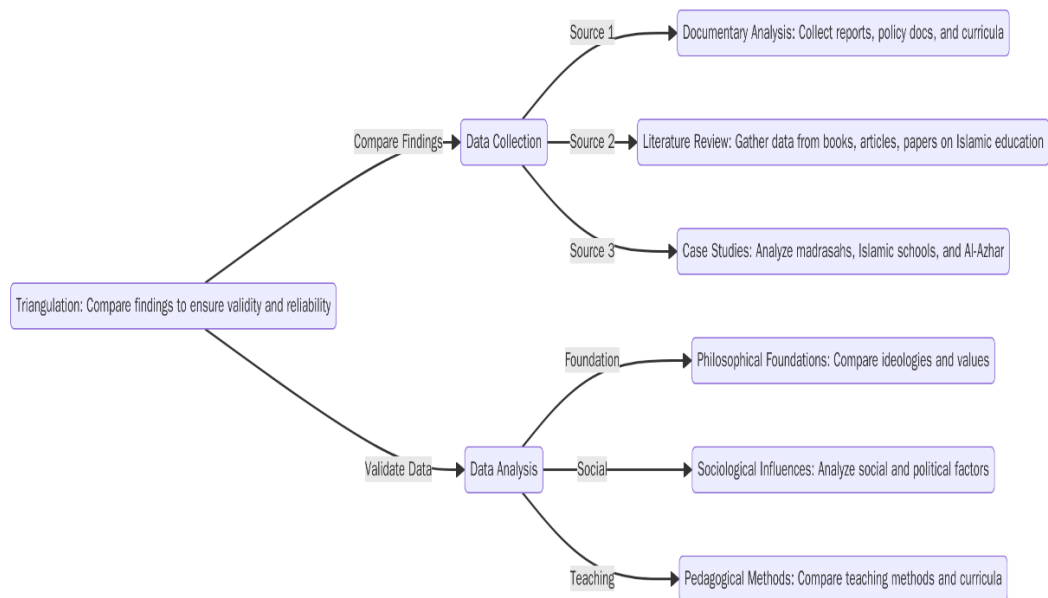 Source 1
Documentary Analysis: Collect reports, policy docs, and curricula
Compare Findings
Data Collection
Source 2
Literature Review: Gather data from books, articles, papers on Islamic education
Source 3
Case Studies: Analyze madrasahs, Islamic schools, and Al-Azhar
Triangulation: Compare findings to ensure validity and reliability
Foundation
Philosophical Foundations: Compare ideologies and values
Validate Data
Data Analysis
Social
Sociological Influences: Analyze social and political factors
Teaching
Pedagogical Methods: Compare teaching methods and curricula